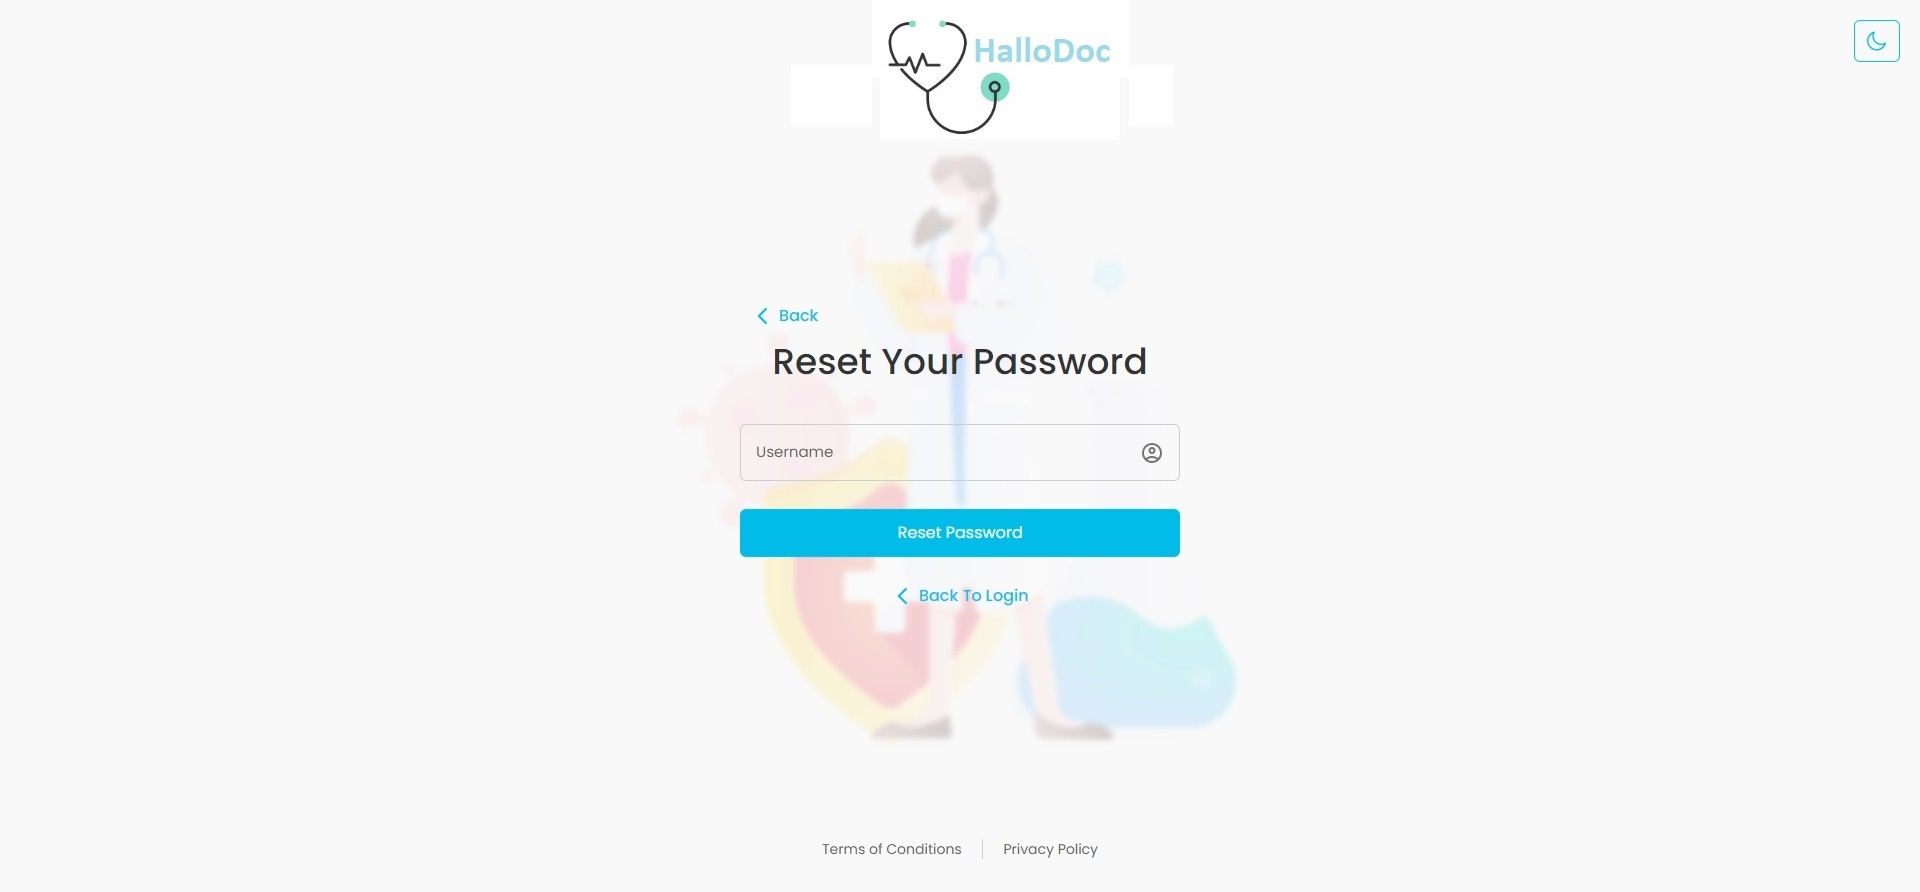 HalloDoc
Back
Reset Your Password
Username
Reset Password
Back To Login
Terms of Conditions
Privacy Policy